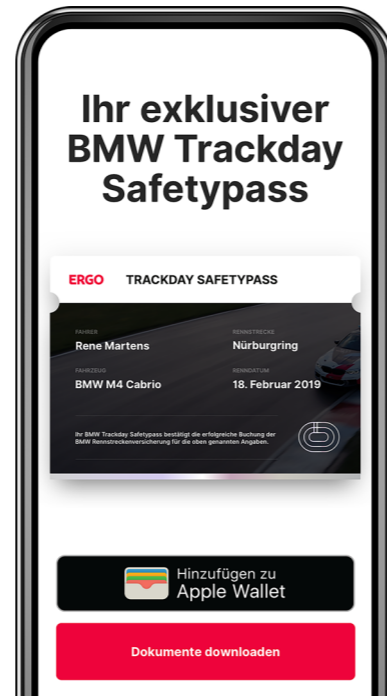 Ihr exklusiver
BMW Trackday
Safetypass
ERGO TRACKDAY SAFETYPASS
FAHRER RENNSTRECKE
Rene Martens Nürburgring
FAHRZEUG RENNDATUM
BMW M4 Cabrio 18. Februar 2019
Ihr BMW Trackday Safetypass bestätigt die erfolgreiche Buchung der
BMW Rennstreckenversicherung für die oben genannten Angaben.
Hinzufügen zu
Apple Wallet
Dokumente downloaden